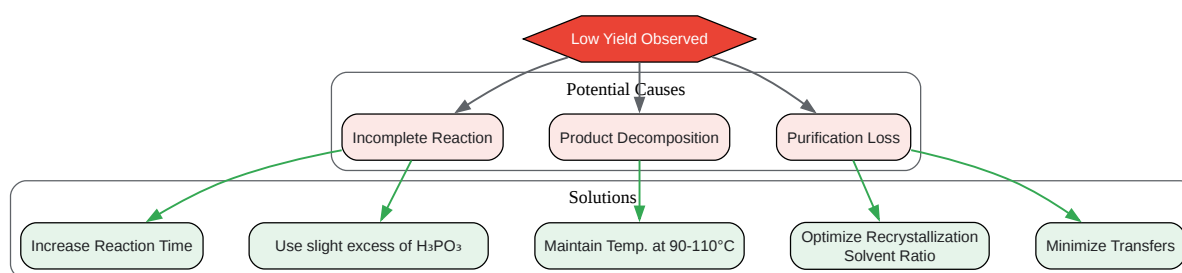 Low Yield Observed
Potential Causes
Incomplete Reaction
Product Decomposition
Purification Loss
Solutions
Increase Reaction Time
Use slight excess of H₃PO₃
Maintain Temp. at 90-110°C
Optimize Recrystallization
Solvent Ratio
Minimize Transfers